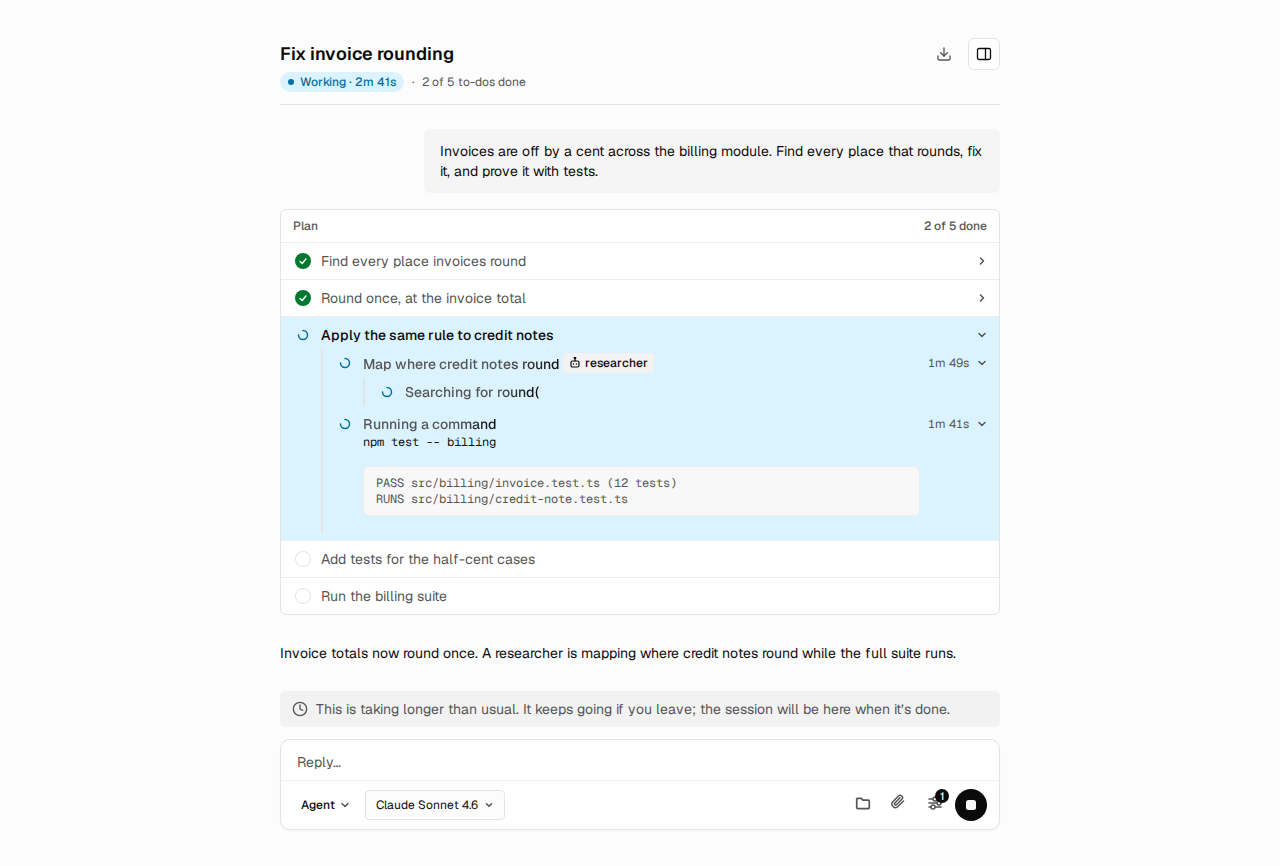 Fix invoice rounding
Working · 2m 41s · 2 of 5 to-dos done
Invoices are off by a cent across the billing module. Find every place that rounds, fix
it, and prove it with tests.
Plan 2 of 5 done
Find every place invoices round
Round once, at the invoice total
Apply the same rule to credit notes
Map where credit notes round researcher 1m 49s
Searching for round(
Running a command 1m 41s
npm test -- billing
PASS src/billing/invoice.test.ts (12 tests)
RUNS src/billing/credit-note.test.ts
Add tests for the half-cent cases
Run the billing suite
Invoice totals now round once. A researcher is mapping where credit notes round while the full suite runs.
This is taking longer than usual. It keeps going if you leave; the session will be here when it's done.
Reply…
Agent Claude Sonnet 4.6 1